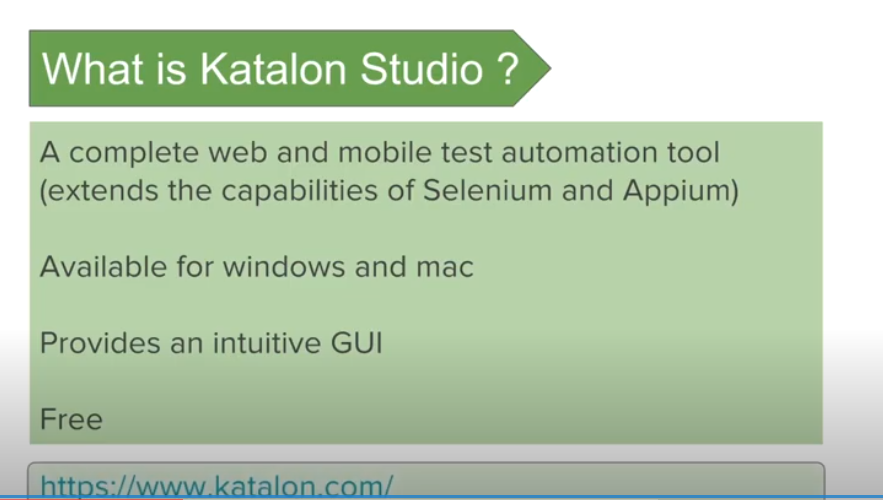 What is Katalon Studio ?
A complete web and mobile test automation tool
(extends the capabilities of Selenium and Appium)
Available for windows and mac
Provides an intuitive GUI
Free
https://www.katalon.com/